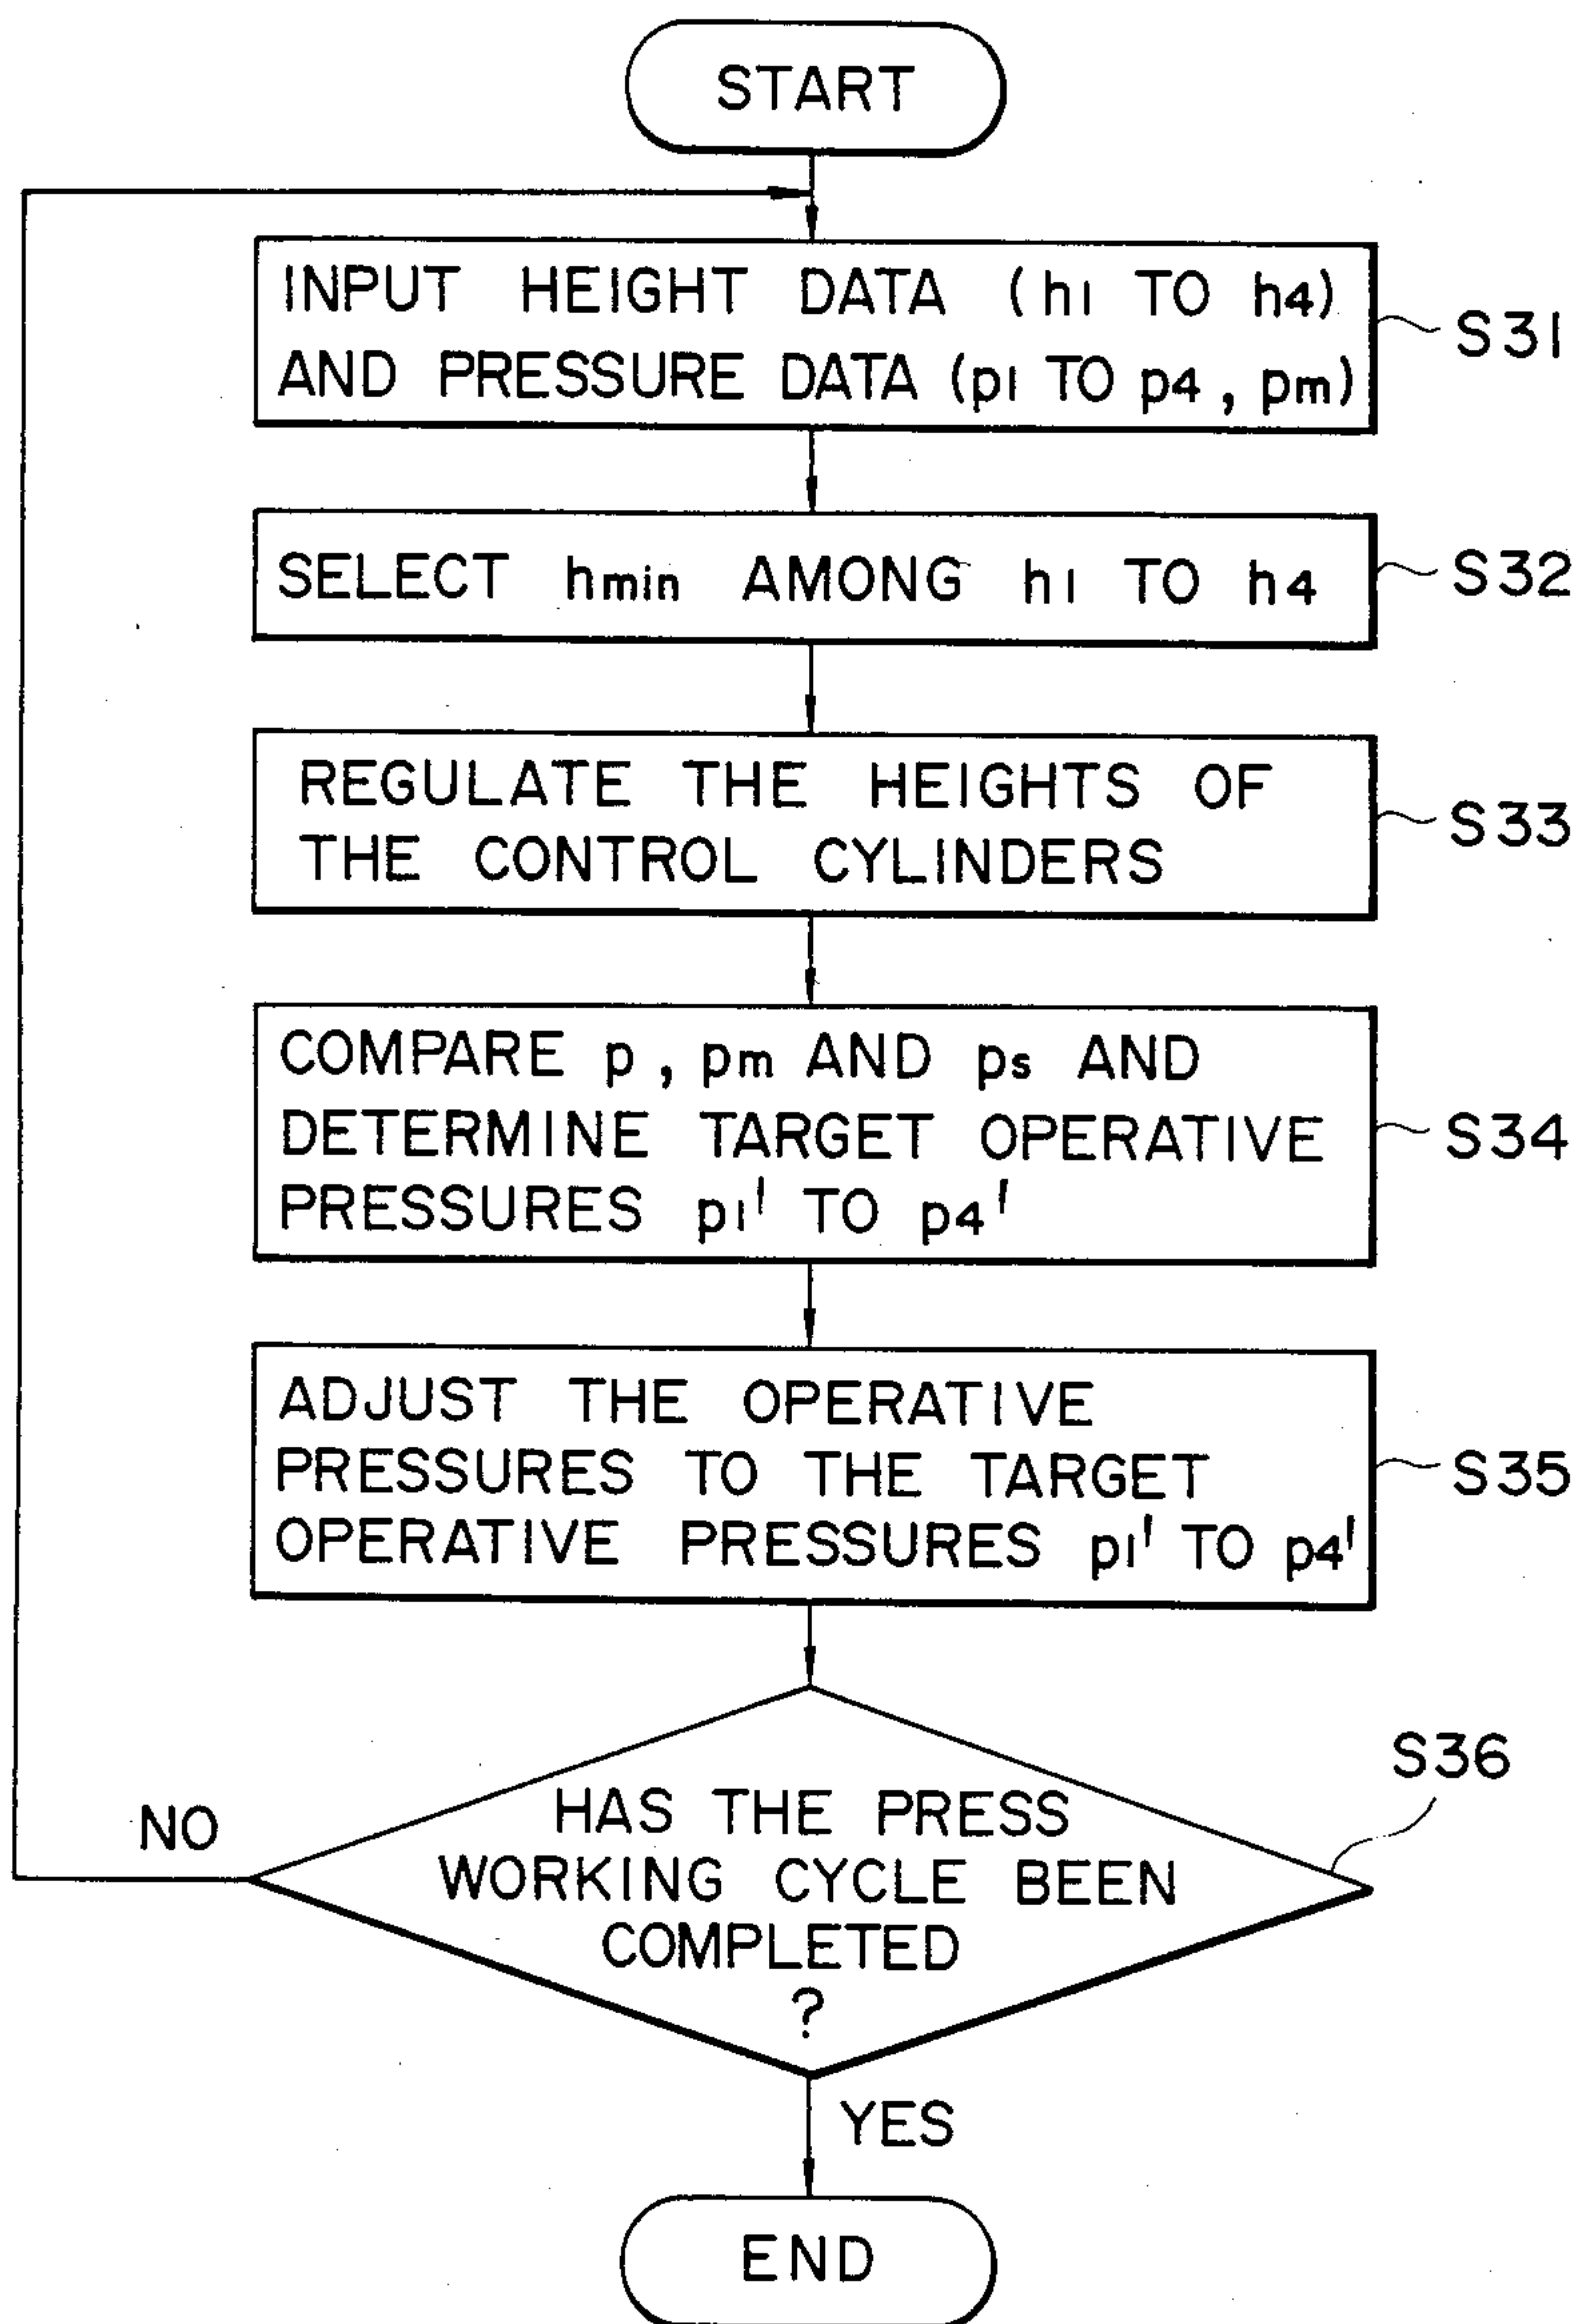 START
INPUT HEIGHT DATA (h1 TO h4)
AND PRESSURE DATA (p1 TO p4, pm)
S31
SELECT hmin AMONG h1 TO h4
S32
REGULATE THE HEIGHTS OF
THE CONTROL CYLINDERS
S33
COMPARE p, pm AND ps AND
DETERMINE TARGET OPERATIVE
PRESSURES p1' TO p4'
S34
ADJUST THE OPERATIVE
PRESSURES TO THE TARGET
OPERATIVE PRESSURES p1' TO p4'
S35
HAS THE PRESS
WORKING CYCLE BEEN
COMPLETED
?
S36
NO
YES
END